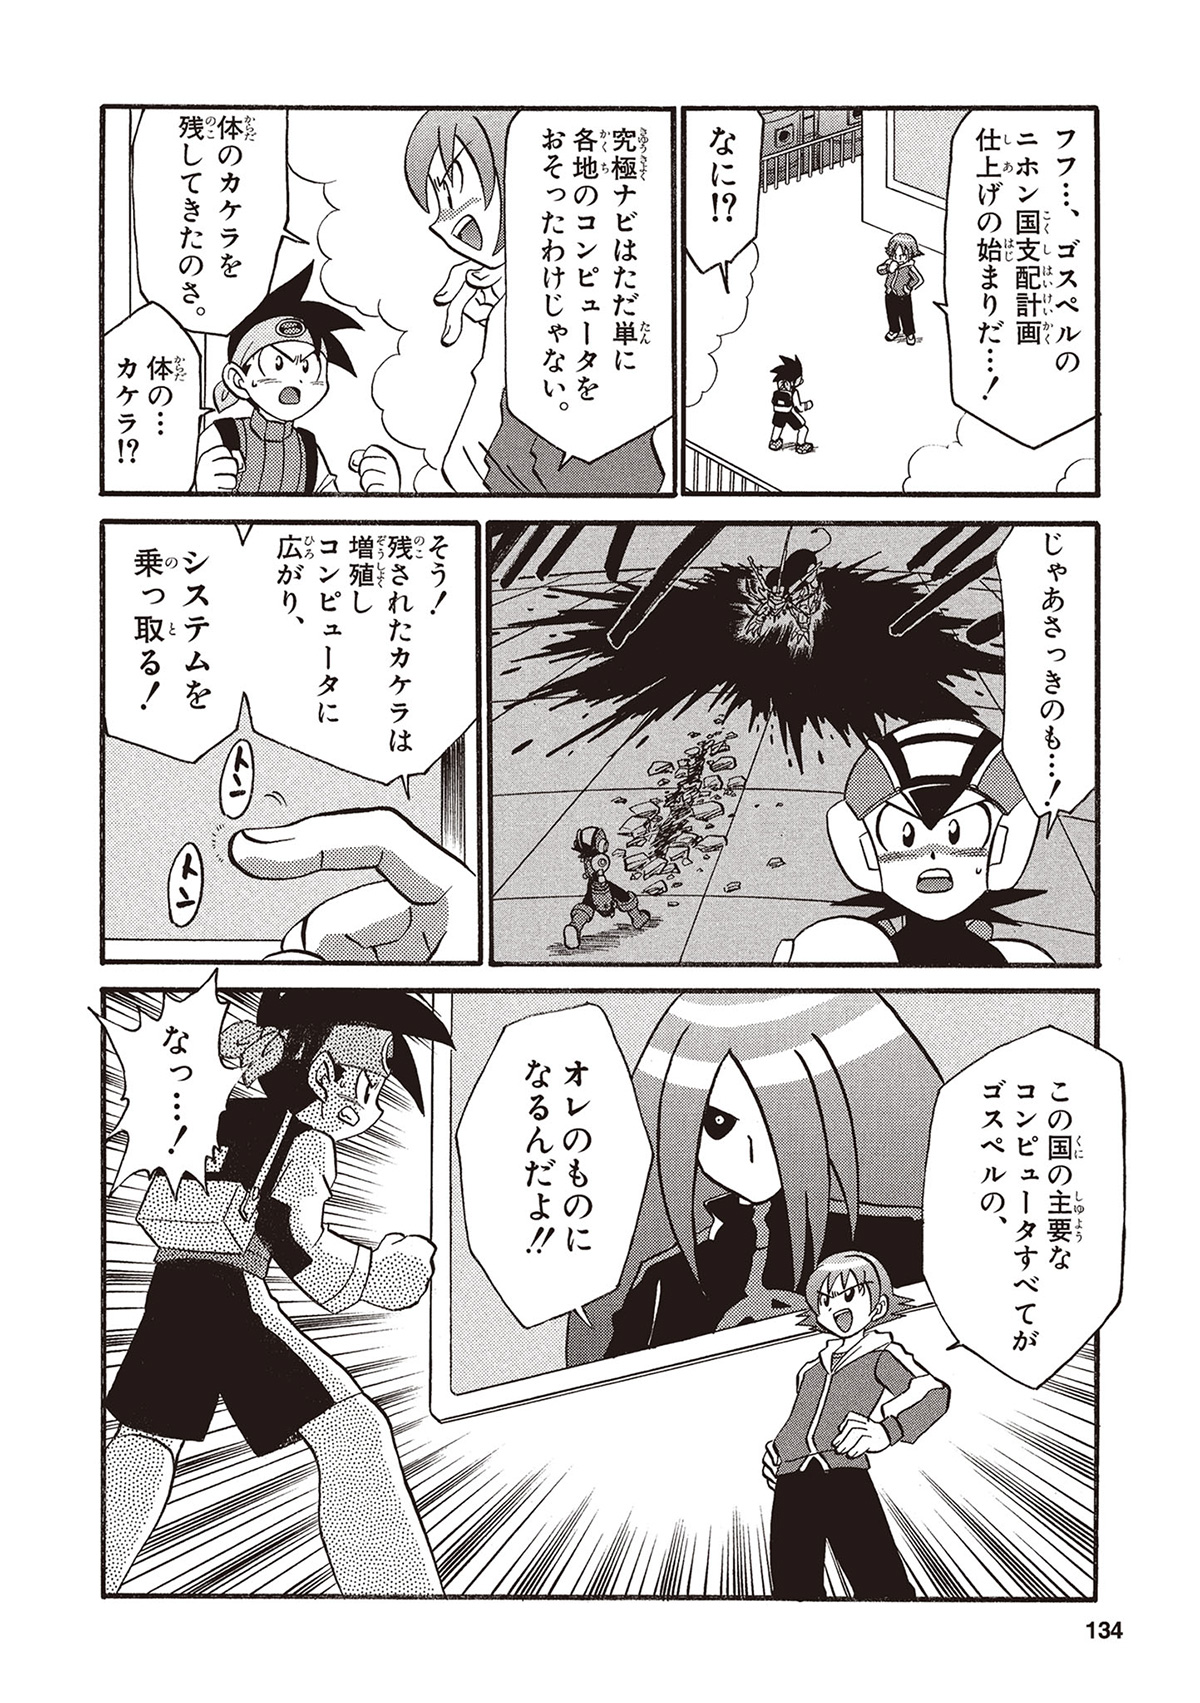 フフ…、ゴスペルの
ニホン国支配計画
仕上げの始まりだ…！
なに!?
究極ナビはただ単に
各地のコンピュータを
おそったわけじゃない。
体のカケラを
残してきたのさ。
体の…
カケラ!?
じゃあさっきのも…！
そう！
残されたカケラは
増殖し
コンピュータに
広がり、
システムを
乗っ取る！
トン
トン
この国の主要な
コンピュータすべてが
ゴスペルの、
オレのものに
なるんだよ!!
なっ…！
134